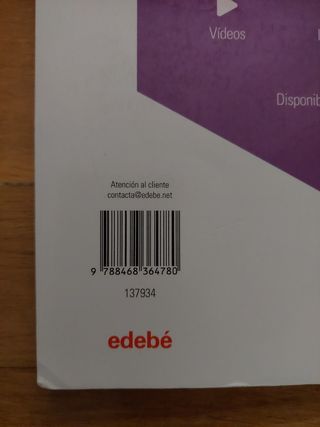 Vídeos
Disponib
Atención al cliente
contacta@edebe.net
9 788468 364780
137934
edebé